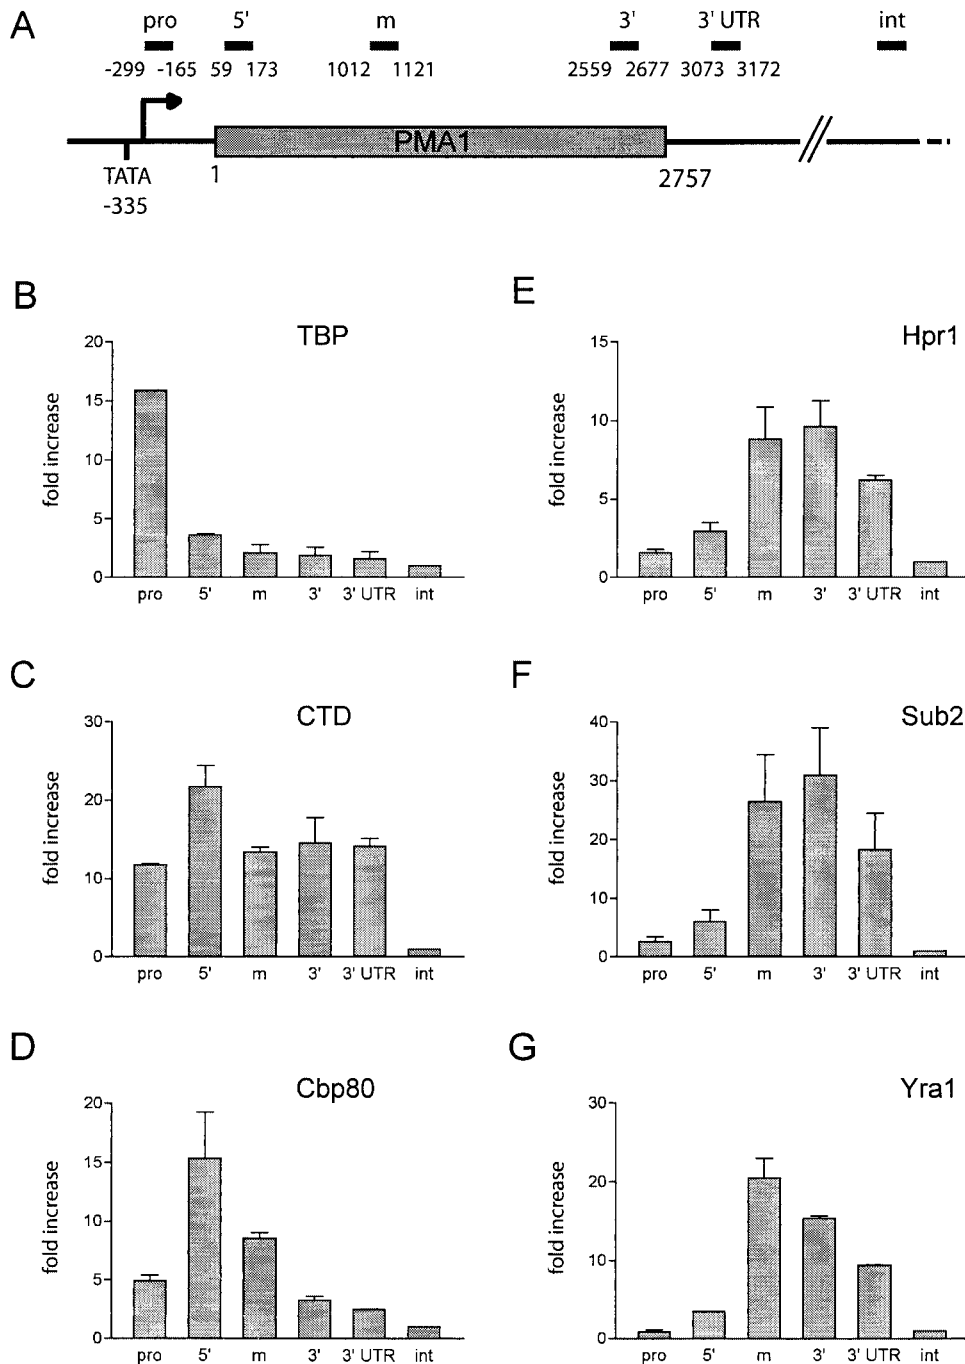 A
pro 5' m 3' 3' UTR int
-299 -165 59 173 1012 1121 2559 2677 3073 3172
PMA1
TATA 1 2757
-335
B
TBP
20
15
10
5
0
fold increase
pro 5' m 3' 3' UTR int
E
Hpr1
15
10
5
0
fold increase
pro 5' m 3' 3' UTR int
C
CTD
30
20
10
0
fold increase
pro 5' m 3' 3' UTR int
F
Sub2
40
30
20
10
0
fold increase
pro 5' m 3' 3' UTR int
D
Cbp80
20
15
10
5
0
fold increase
pro 5' m 3' 3' UTR int
G
Yra1
30
20
10
0
fold increase
pro 5' m 3' 3' UTR int